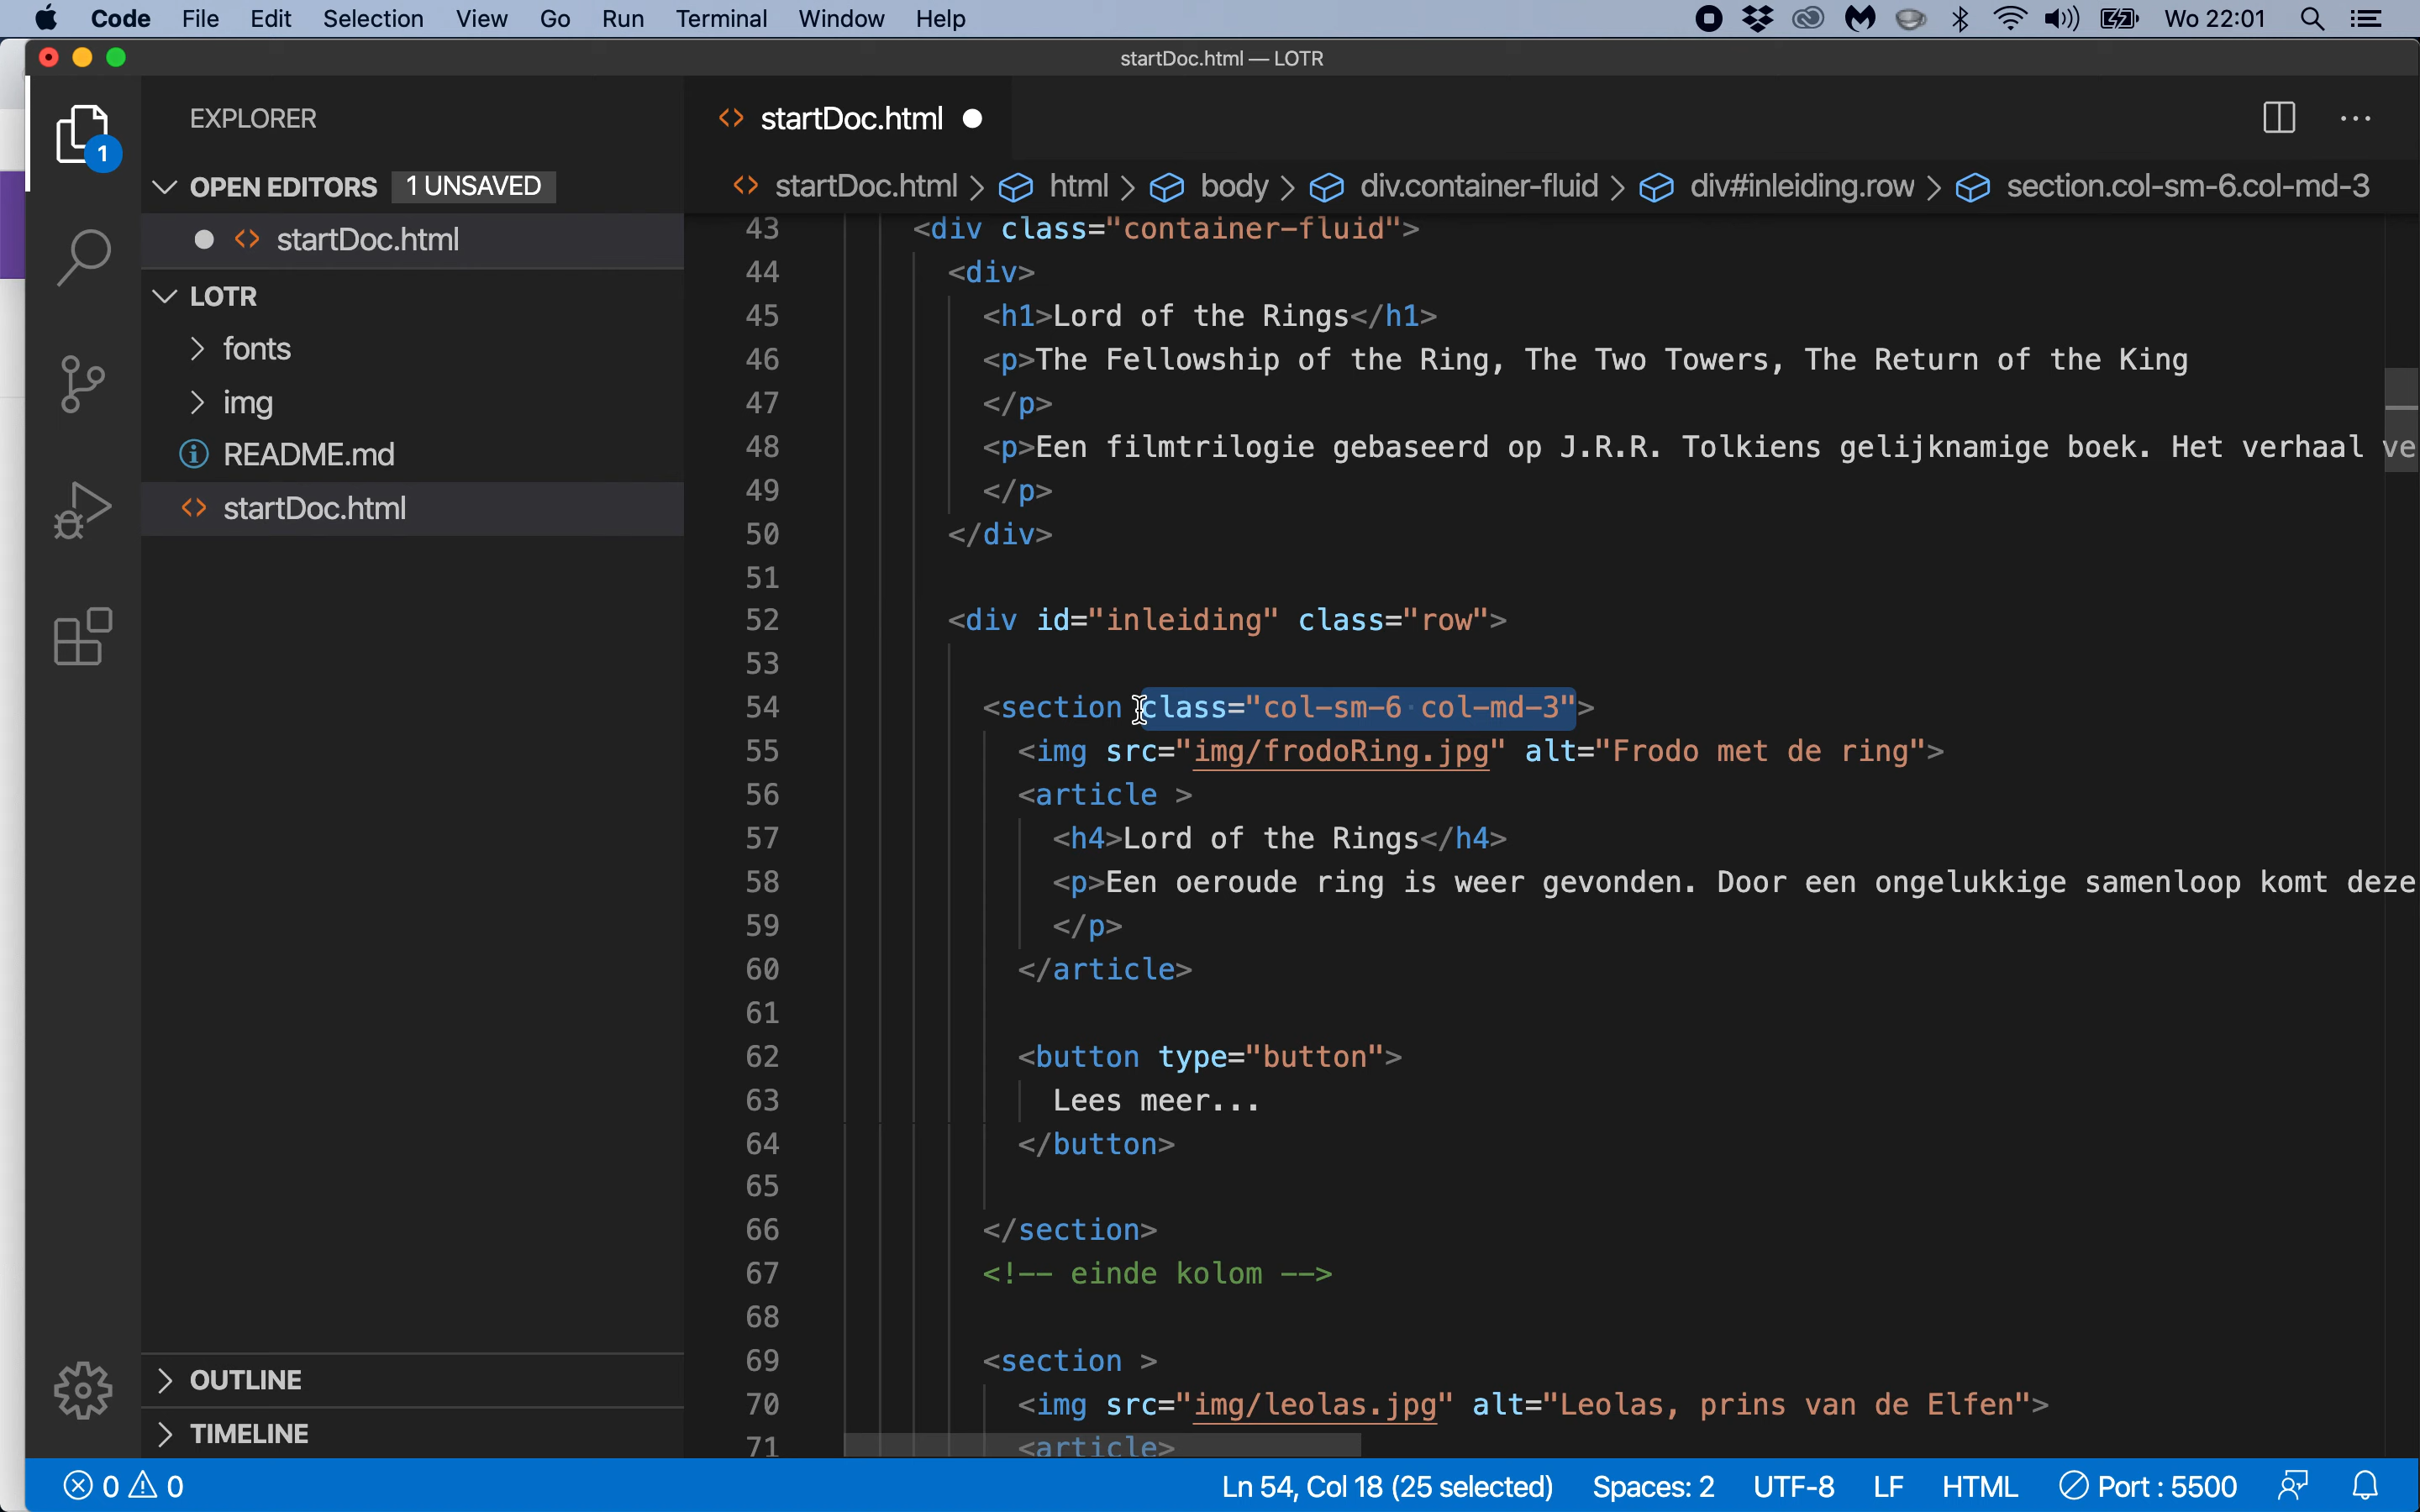 Code File Edit Selection View Go Run Terminal Window Help Wo 22:01
startDoc.html — LOTR
EXPLORER
OPEN EDITORS 1 UNSAVED
startDoc.html
LOTR
fonts
img
README.md
startDoc.html
OUTLINE
TIMELINE
1
startDoc.html
startDoc.html > html > body > div.container-fluid > div#inleiding.row > section.col-sm-6.col-md-3
43 <div class="container-fluid">
44 <div>
45 <h1>Lord of the Rings</h1>
46 <p>The Fellowship of the Ring, The Two Towers, The Return of the King
47 </p>
48 <p>Een filmtrilogie gebaseerd op J.R.R. Tolkiens gelijknamige boek. Het verhaal ve
49 </p>
50 </div>
51
52 <div id="inleiding" class="row">
53
54 <section class="col-sm-6 col-md-3">
55 <img src="img/frodoRing.jpg" alt="Frodo met de ring">
56 <article >
57 <h4>Lord of the Rings</h4>
58 <p>Een oeroude ring is weer gevonden. Door een ongelukkige samenloop komt deze
59 </p>
60 </article>
61
62 <button type="button">
63 Lees meer...
64 </button>
65
66 </section>
67 <!-- einde kolom -->
68
69 <section >
70 <img src="img/leolas.jpg" alt="Leolas, prins van de Elfen">
71 <article>
0 0 Ln 54, Col 18 (25 selected) Spaces: 2 UTF-8 LF HTML Port : 5500